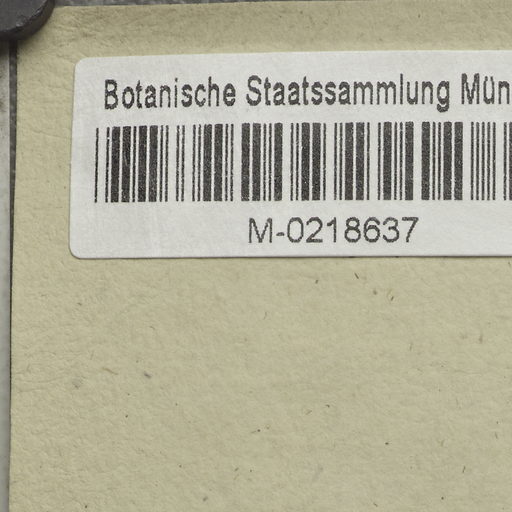 Botanische Staatssammlung Mün
M-0218637